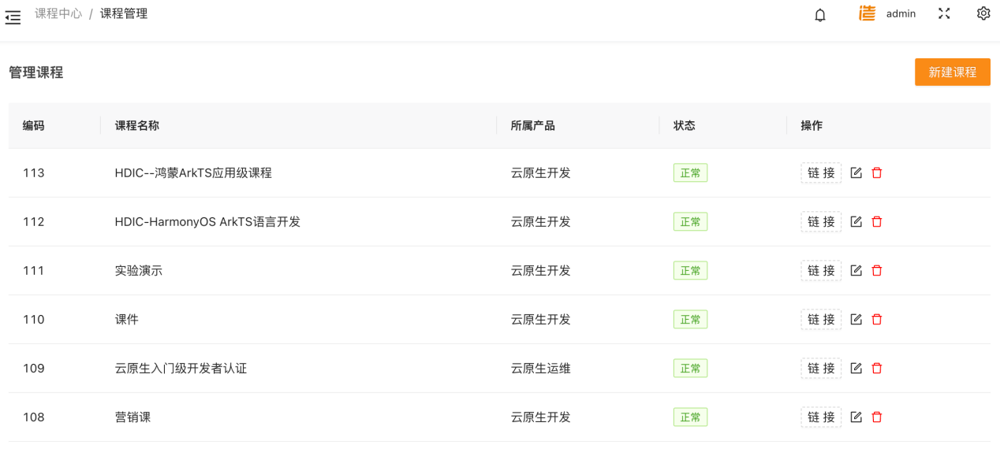 课程中心 / 课程管理
admin
管理课程
新建课程
编码 课程名称 所属产品 状态 操作
113 HDIC--鸿蒙ArkTS应用级课程 云原生开发 正常 链 接
112 HDIC-HarmonyOS ArkTS语言开发 云原生开发 正常 链 接
111 实验演示 云原生开发 正常 链 接
110 课件 云原生开发 正常 链 接
109 云原生入门级开发者认证 云原生运维 正常 链 接
108 营销课 云原生开发 正常 链 接